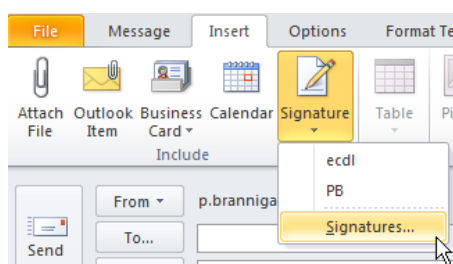 File Message Insert Options Format Te
Attach Outlook Business Calendar Signature Table Pi
File Item Card
Include
ecdl
PB
Signatures...
From p.branniga
To...
Send